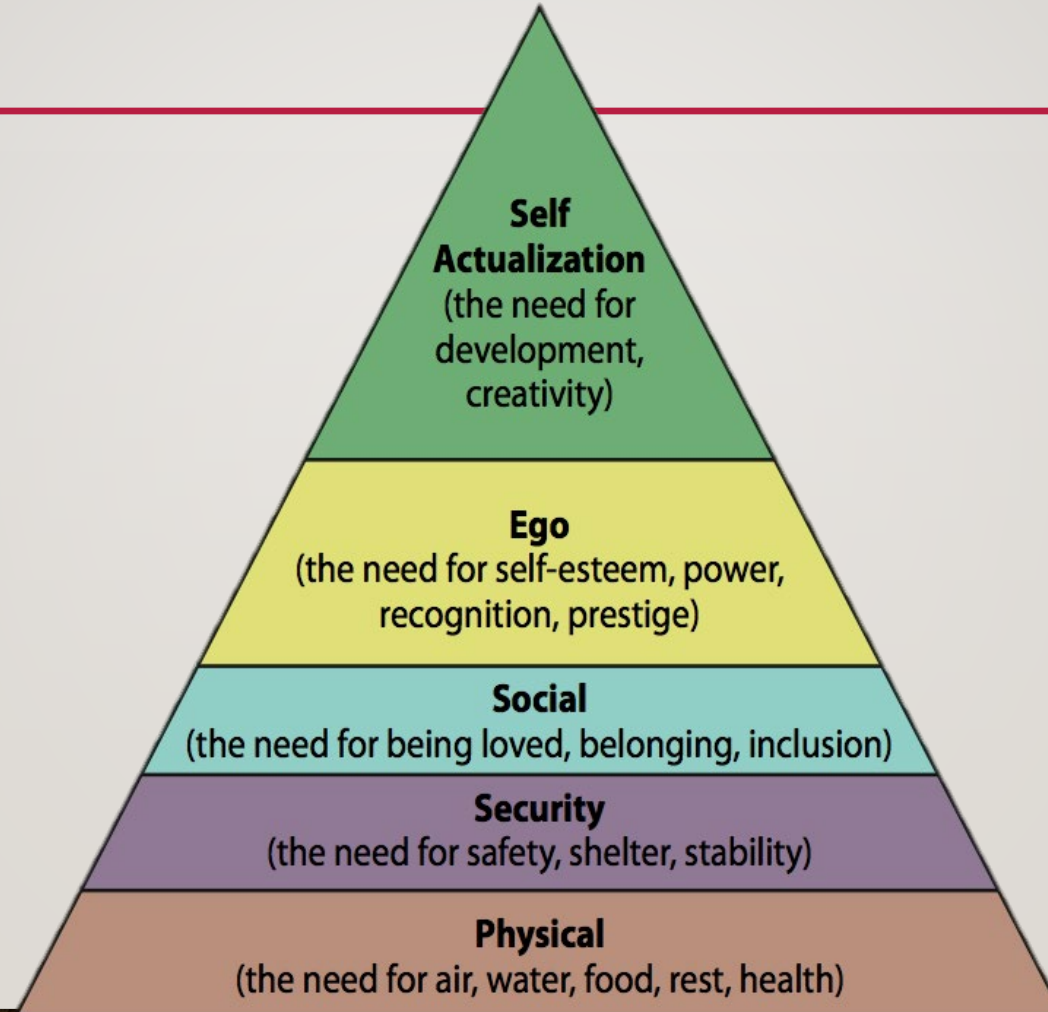 Self
Actualization
(the need for
development,
creativity)
Ego
(the need for self-esteem, power,
recognition, prestige)
Social
(the need for being loved, belonging, inclusion)
Security
(the need for safety, shelter, stability)
Physical
(the need for air, water, food, rest, health)